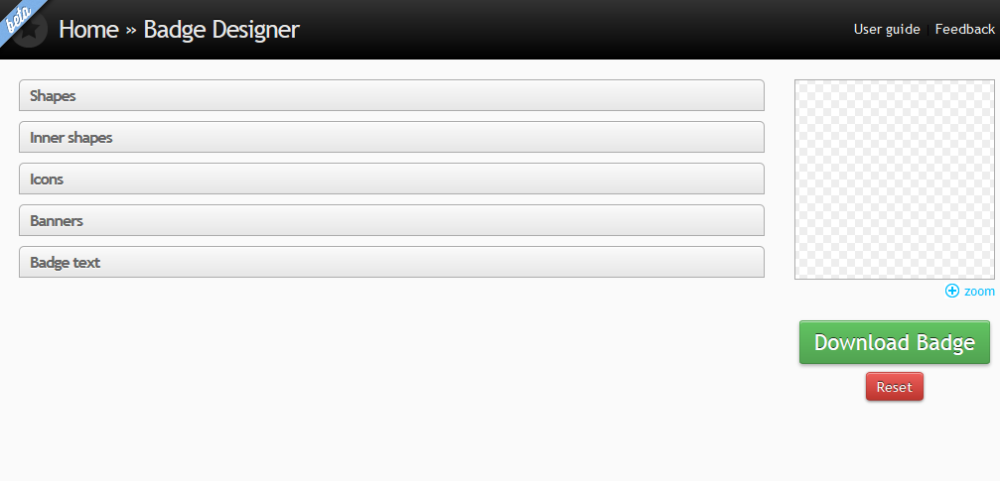 beta
Home » Badge Designer
User guide
Feedback
Shapes
Inner shapes
Icons
Banners
Badge text
zoom
Download Badge
Reset